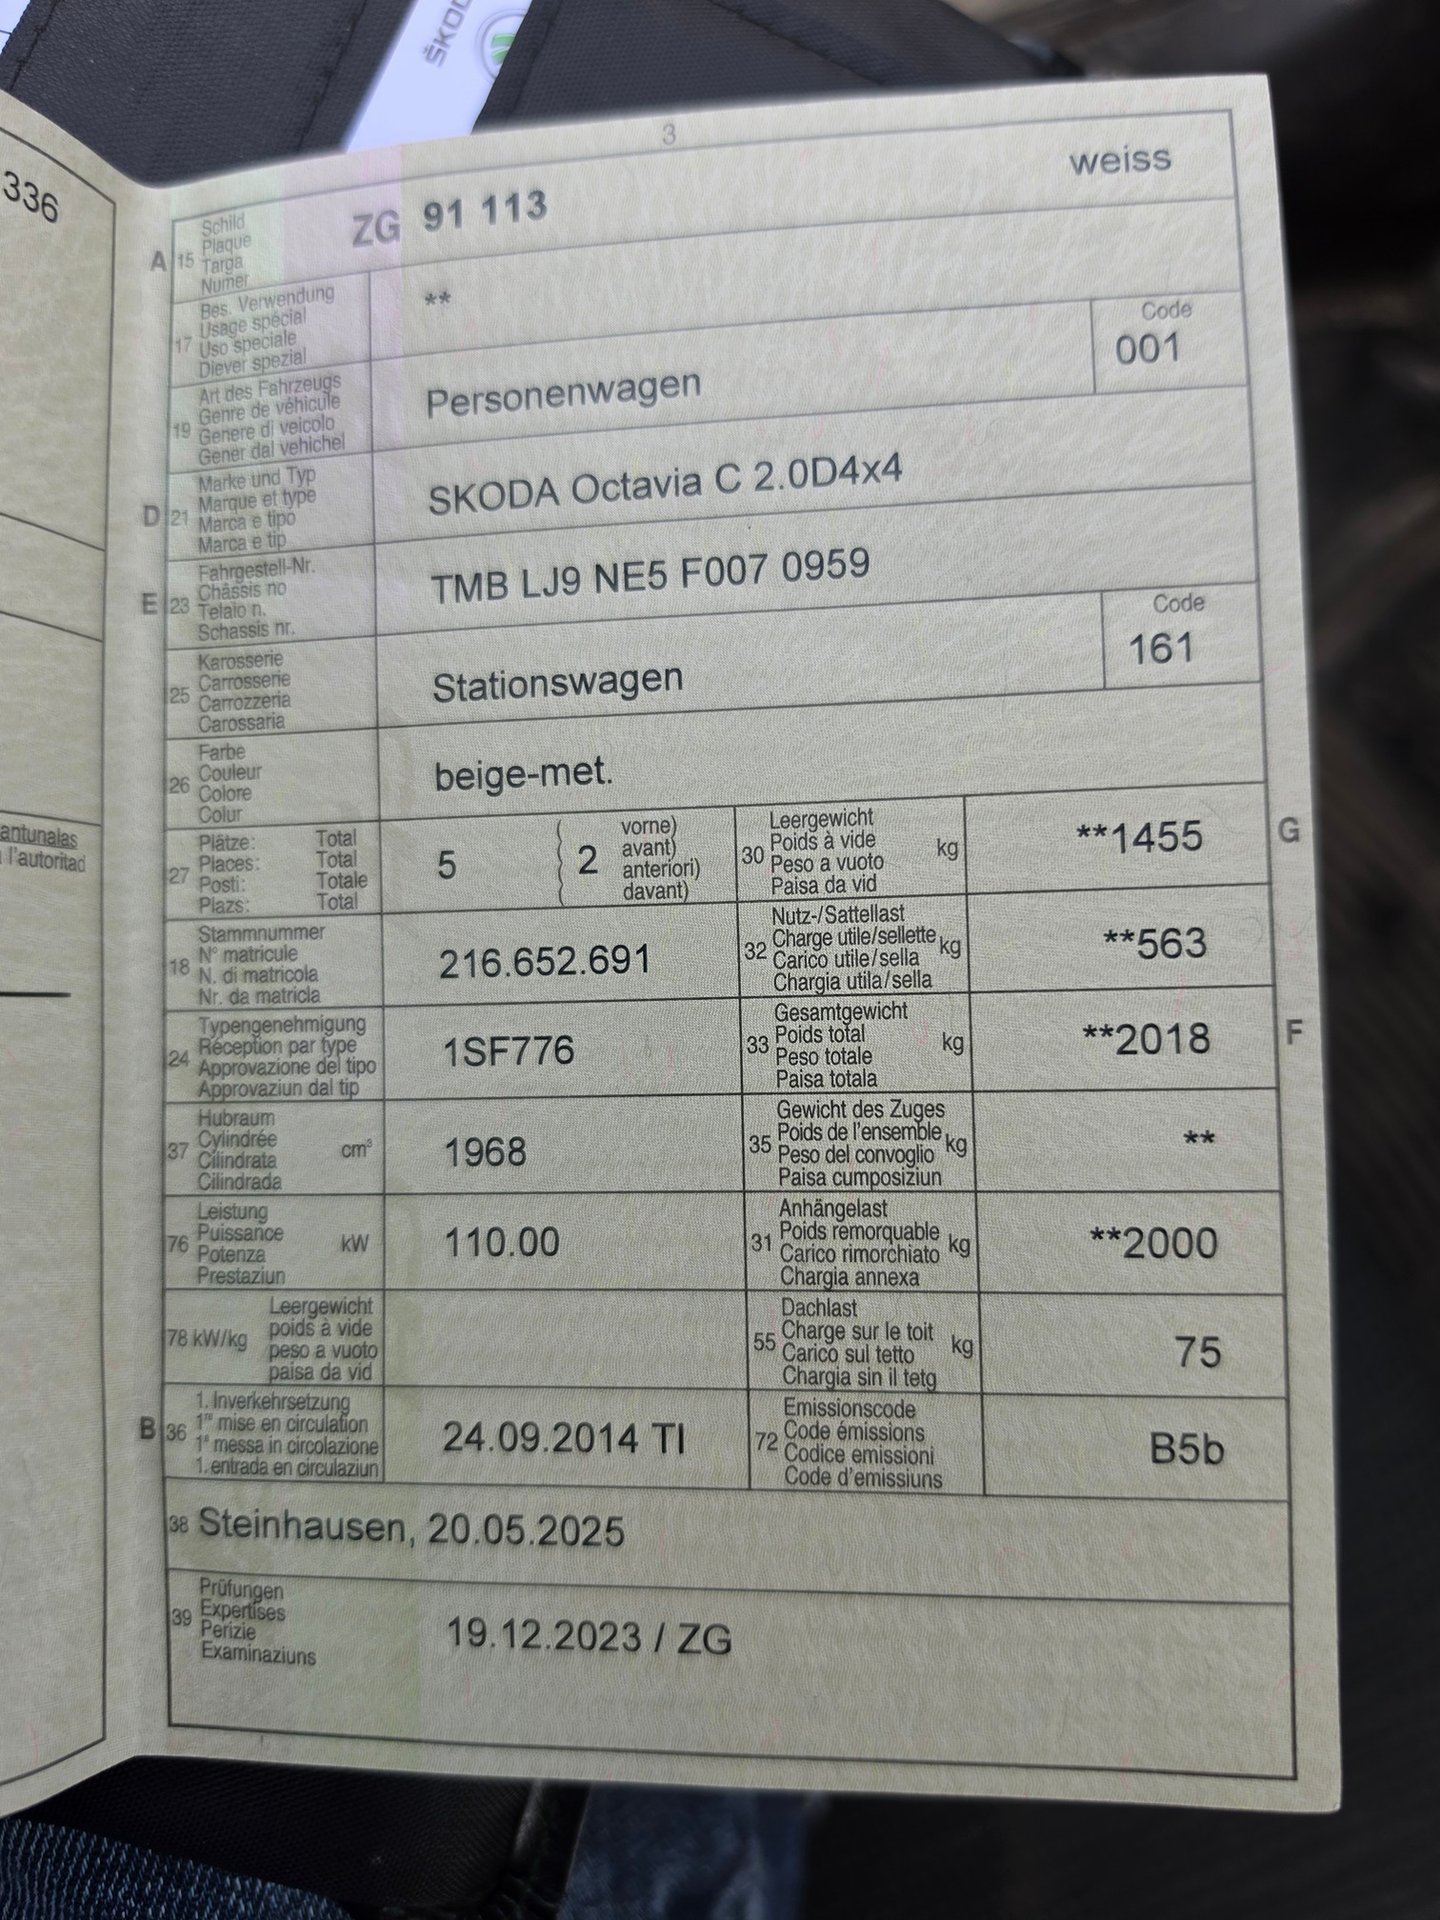 ŠKOD
336
antunalas
l'autoritad
3
A 15 Schild
Plaque
Targa
Numer
ZG 91 113 weiss
17 Bes. Verwendung
Usage spécial
Uso speciale
Diever spezial
**
19 Art des Fahrzeugs
Genre de véhicule
Genere di veicolo
Gener dal vehichel
Personenwagen
Code
001
D 21 Marke und Typ
Marque et type
Marca e tipo
Marca e tip
SKODA Octavia C 2.0D4x4
E 23 Fahrgestell-Nr.
Châssis no
Telaio n.
Schassis nr.
TMB LJ9 NE5 F007 0959
25 Karosserie
Carrosserie
Carrozzeria
Carossaria
Stationswagen
Code
161
26 Farbe
Couleur
Colore
Colur
beige-met.
27 Plätze: Total
Places: Total
Posti: Totale
Plazs: Total
5 ( 2 vorne)
avant)
anteriori)
davant)
30 Leergewicht
Poids à vide
Peso a vuoto
Paisa da vid
kg
**1455 G
18 Stammnummer
N° matricule
N. di matricola
Nr. da matricla
216.652.691
32 Nutz-/Sattellast
Charge utile/sellette
Carico utile/sella
Chargia utila/sella
kg
**563
24 Typengenehmigung
Réception par type
Approvazione del tipo
Approvaziun dal tip
1SF776
33 Gesamtgewicht
Poids total
Peso totale
Paisa totala
kg
**2018 F
37 Hubraum
Cylindrée
Cilindrata
Cilindrada
cm³
1968
35 Gewicht des Zuges
Poids de l'ensemble
Peso del convoglio
Paisa cumposiziun
kg
**
76 Leistung
Puissance
Potenza
Prestaziun
kW
110.00
31 Anhängelast
Poids remorquable
Carico rimorchiato
Chargia annexa
kg
**2000
78 kW/kg Leergewicht
poids à vide
peso a vuoto
paisa da vid
55 Dachlast
Charge sur le toit
Carico sul tetto
Chargia sin il tetg
kg
75
B 36 1. Inverkehrsetzung
1re mise en circulation
1a messa in circolazione
1. entrada en circulaziun
24.09.2014 TI
72 Emissionscode
Code émissions
Codice emissioni
Code d'emissiuns
B5b
38 Steinhausen, 20.05.2025
39 Prüfungen
Expertises
Perizie
Examinaziuns
19.12.2023 / ZG